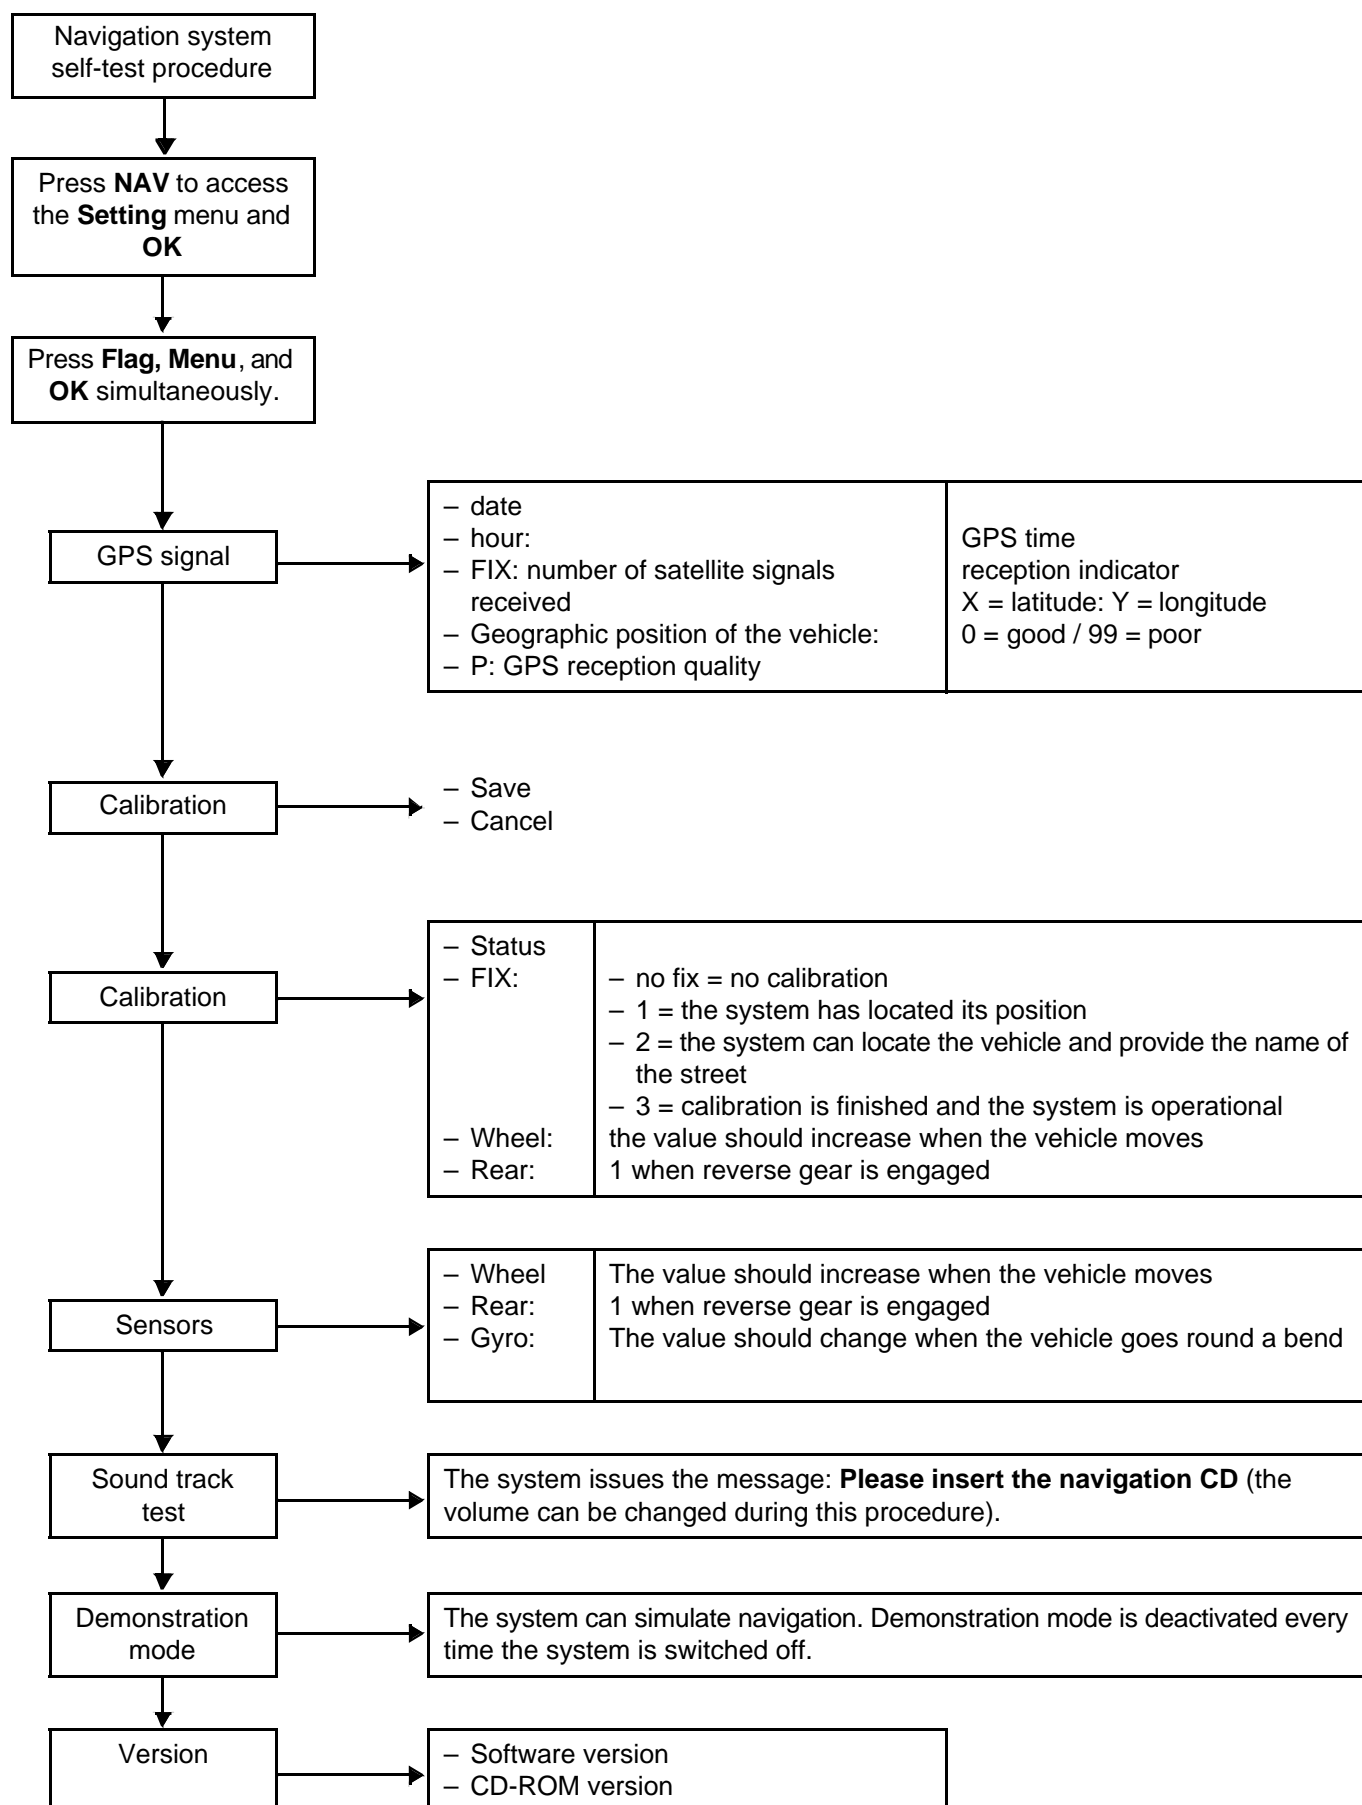 Navigation system
self-test procedure
Press NAV to access
the Setting menu and
OK
Press Flag, Menu, and
OK simultaneously.
GPS signal
– date
– hour:
– FIX: number of satellite signals
received
– Geographic position of the vehicle:
– P: GPS reception quality
GPS time
reception indicator
X = latitude: Y = longitude
0 = good / 99 = poor
Calibration
– Save
– Cancel
Calibration
– Status
– FIX:
– no fix = no calibration
– 1 = the system has located its position
– 2 = the system can locate the vehicle and provide the name of
the street
– 3 = calibration is finished and the system is operational
– Wheel:
the value should increase when the vehicle moves
– Rear:
1 when reverse gear is engaged
Sensors
– Wheel
The value should increase when the vehicle moves
– Rear:
1 when reverse gear is engaged
– Gyro:
The value should change when the vehicle goes round a bend
Sound track
test
The system issues the message: Please insert the navigation CD (the
volume can be changed during this procedure).
Demonstration
mode
The system can simulate navigation. Demonstration mode is deactivated every
time the system is switched off.
Version
– Software version
– CD-ROM version